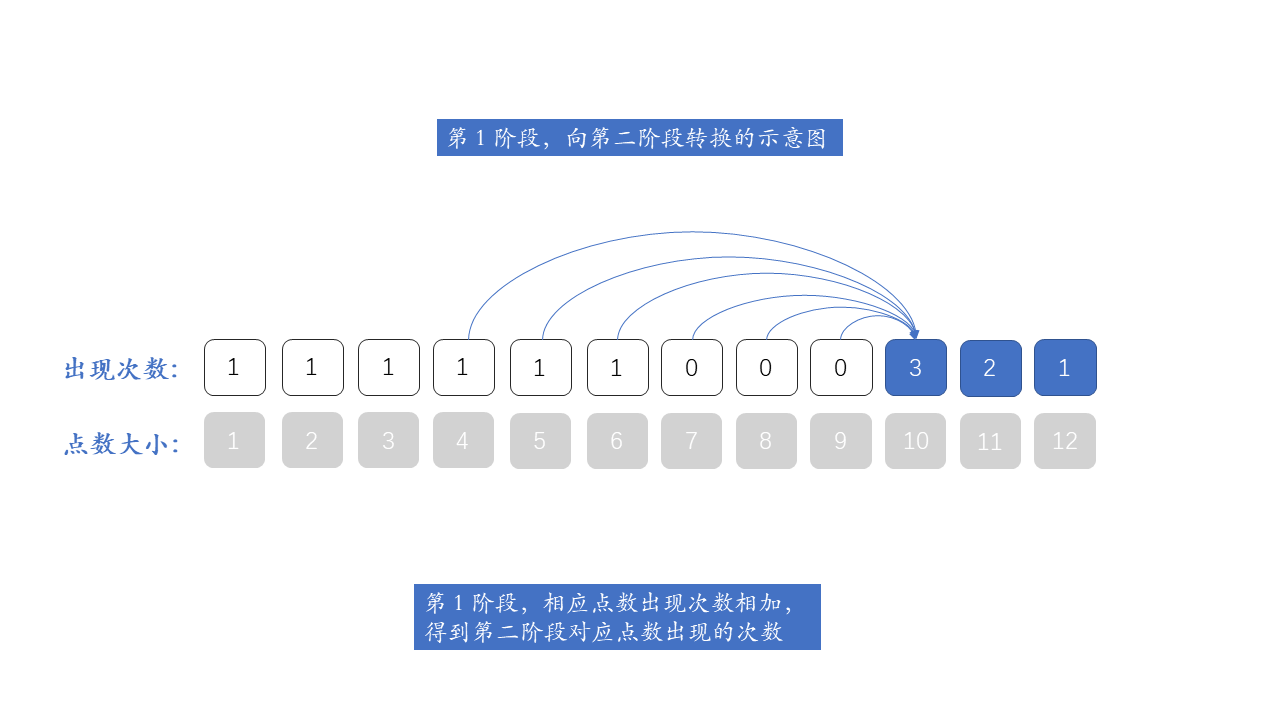 第1阶段，向第二阶段转换的示意图
出现次数： 1 1 1 1 1 1 0 0 0 3 2 1
点数大小： 1 2 3 4 5 6 7 8 9 10 11 12
第1阶段，相应点数出现次数相加，
得到第二阶段对应点数出现的次数